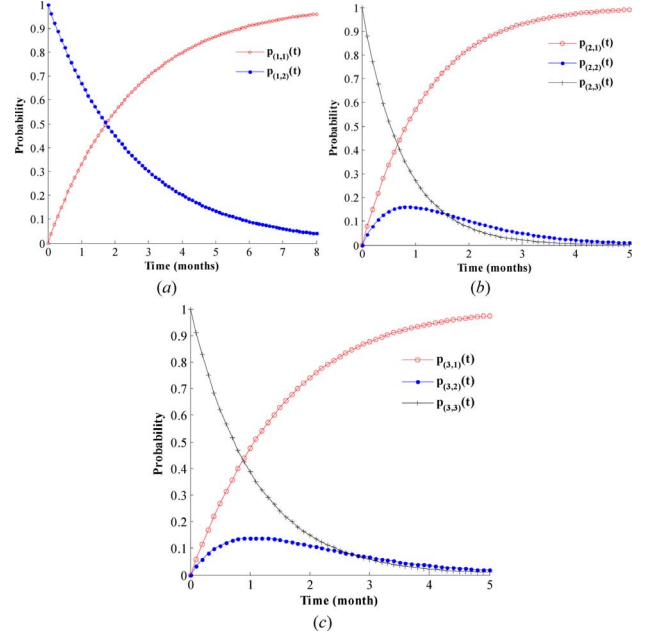 1
0.9
0.8
0.7
0.6
0.5
0.4
0.3
0.2
0.1
0
Probability
0 1 2 3 4 5 6 7 8
Time (months)
p(1,1)(t)
p(1,2)(t)
(a)
1
0.9
0.8
0.7
0.6
0.5
0.4
0.3
0.2
0.1
0
Probability
0 1 2 3 4 5
Time (months)
p(2,1)(t)
p(2,2)(t)
p(2,3)(t)
(b)
1
0.9
0.8
0.7
0.6
0.5
0.4
0.3
0.2
0.1
0
Probability
0 1 2 3 4 5
Time (month)
p(3,1)(t)
p(3,2)(t)
p(3,3)(t)
(c)